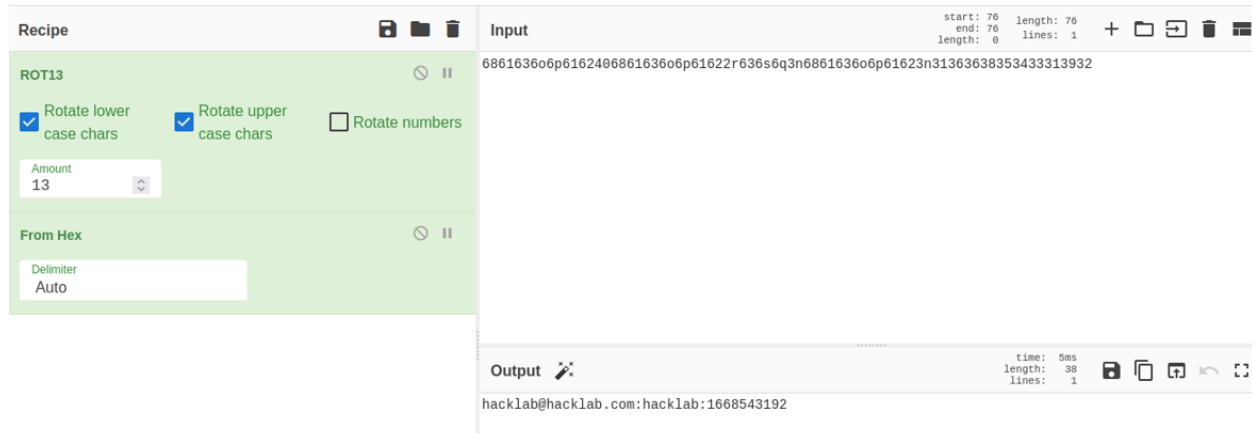 Recipe
ROT13
Rotate lower case chars
Rotate upper case chars
Rotate numbers
Amount
13
From Hex
Delimiter
Auto
Input
start: 76
end: 76
length: 0
length: 76
lines: 1
6861636o6p6162406861636o6p61622r636s6q3n6861636o6p61623n31363638353433313932
Output
time: 5ms
length: 38
lines: 1
hacklab@hacklab.com:hacklab:1668543192